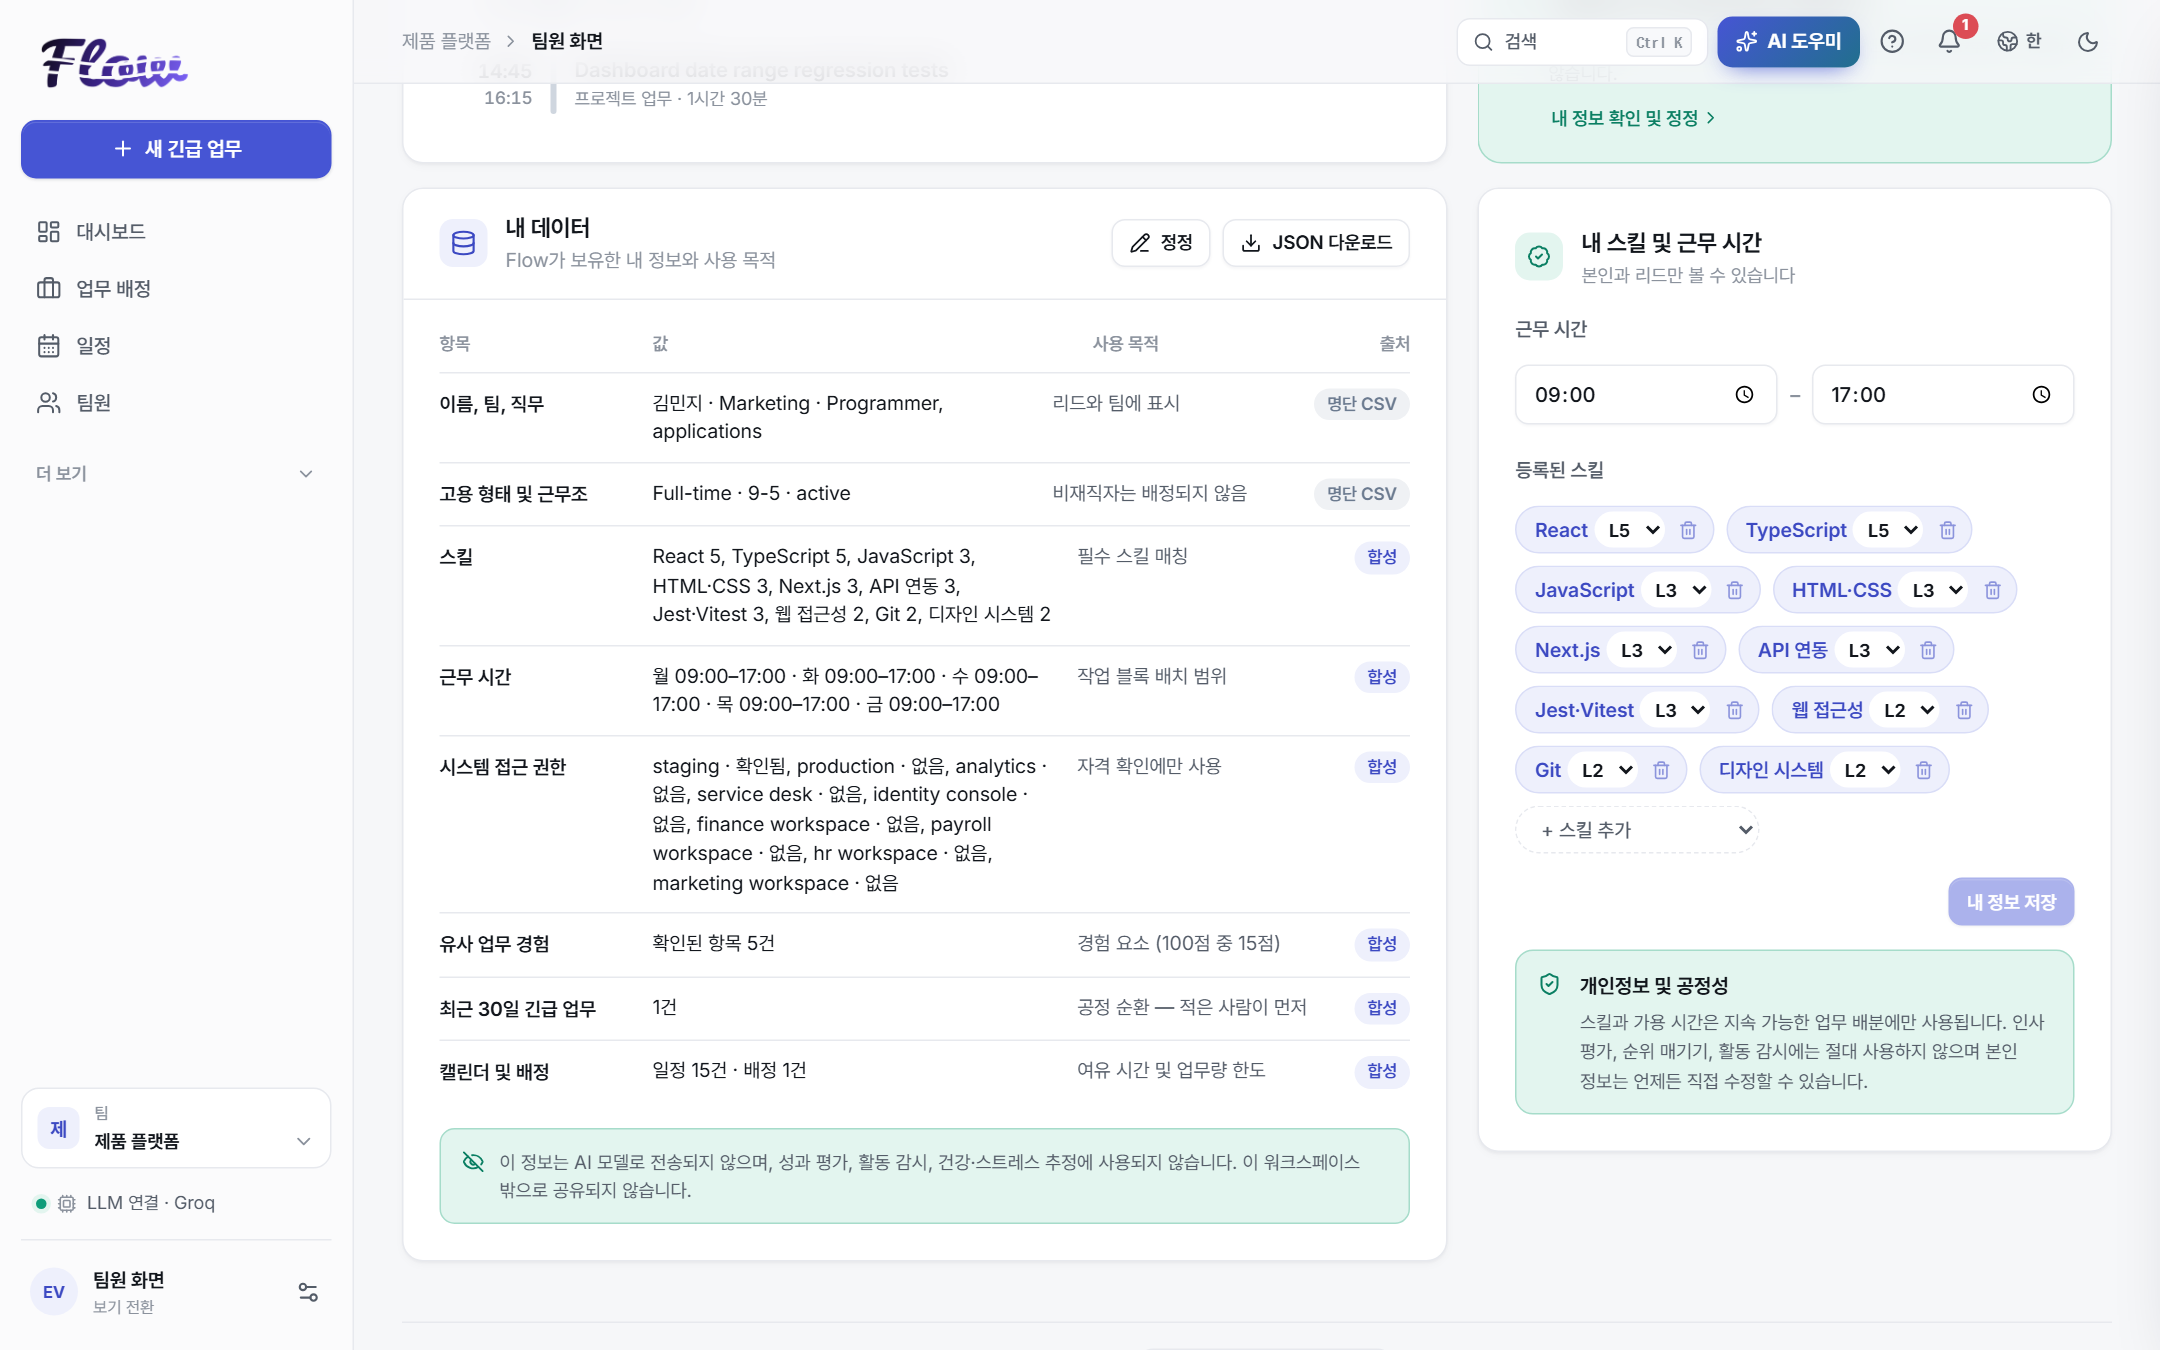 Flow
새 긴급 업무
대시보드
업무 배정
일정
팀원
더 보기
제
팀
제품 플랫폼
LLM 연결 · Groq
EV
팀원 화면
보기 전환
제품 플랫폼 > 팀원 화면
검색
Ctrl K
AI 도우미
1
한
14:45
Dashboard date range regression tests
16:15
프로젝트 업무 · 1시간 30분
않습니다.
내 정보 확인 및 정정
내 데이터
Flow가 보유한 내 정보와 사용 목적
정정
JSON 다운로드
항목 값 사용 목적 출처
이름, 팀, 직무
김민지 · Marketing · Programmer,
applications
리드와 팀에 표시
명단 CSV
고용 형태 및 근무조
Full-time · 9-5 · active
비재직자는 배정되지 않음
명단 CSV
스킬
React 5, TypeScript 5, JavaScript 3,
HTML·CSS 3, Next.js 3, API 연동 3,
Jest·Vitest 3, 웹 접근성 2, Git 2, 디자인 시스템 2
필수 스킬 매칭
합성
근무 시간
월 09:00–17:00 · 화 09:00–17:00 · 수 09:00–
17:00 · 목 09:00–17:00 · 금 09:00–17:00
작업 블록 배치 범위
합성
시스템 접근 권한
staging · 확인됨, production · 없음, analytics ·
없음, service desk · 없음, identity console ·
없음, finance workspace · 없음, payroll
workspace · 없음, hr workspace · 없음,
marketing workspace · 없음
자격 확인에만 사용
합성
유사 업무 경험
확인된 항목 5건
경험 요소 (100점 중 15점)
합성
최근 30일 긴급 업무
1건
공정 순환 — 적은 사람이 먼저
합성
캘린더 및 배정
일정 15건 · 배정 1건
여유 시간 및 업무량 한도
합성
이 정보는 AI 모델로 전송되지 않으며, 성과 평가, 활동 감시, 건강·스트레스 추정에 사용되지 않습니다. 이 워크스페이스
밖으로 공유되지 않습니다.
내 스킬 및 근무 시간
본인과 리드만 볼 수 있습니다
근무 시간
09:00 – 17:00
등록된 스킬
React L5 TypeScript L5
JavaScript L3 HTML·CSS L3
Next.js L3 API 연동 L3
Jest·Vitest L3 웹 접근성 L2
Git L2 디자인 시스템 L2
+ 스킬 추가
내 정보 저장
개인정보 및 공정성
스킬과 가용 시간은 지속 가능한 업무 배분에만 사용됩니다. 인사
평가, 순위 매기기, 활동 감시에는 절대 사용하지 않으며 본인
정보는 언제든 직접 수정할 수 있습니다.